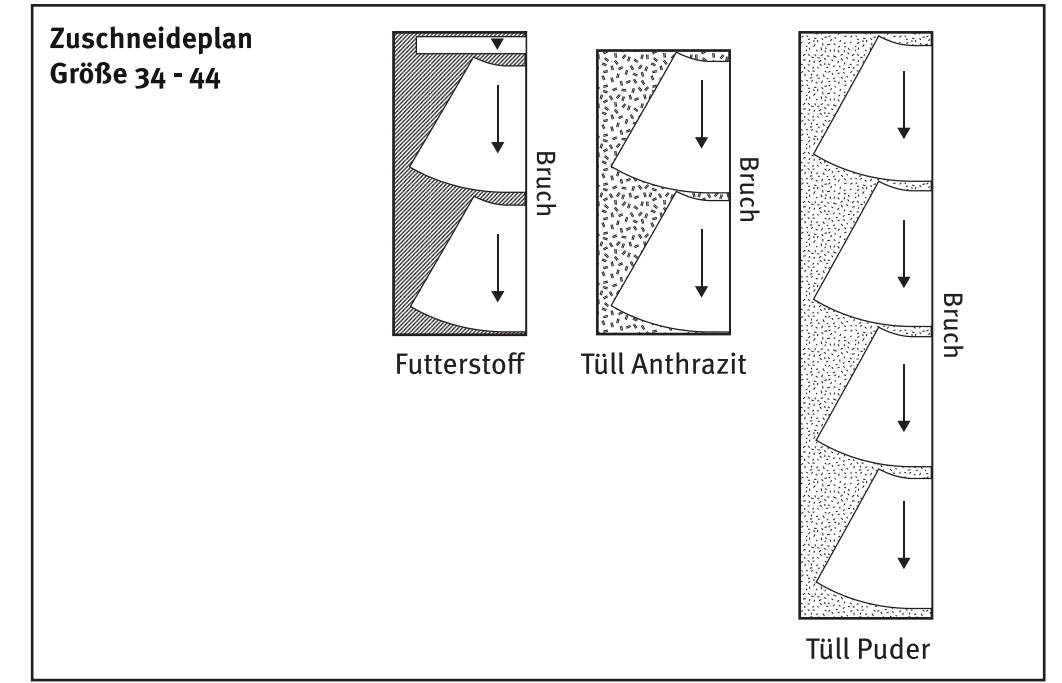 Zuschneideplan
Größe 34 - 44
Bruch
Bruch
Bruch
Futterstoff
Tüll Anthrazit
Tüll Puder